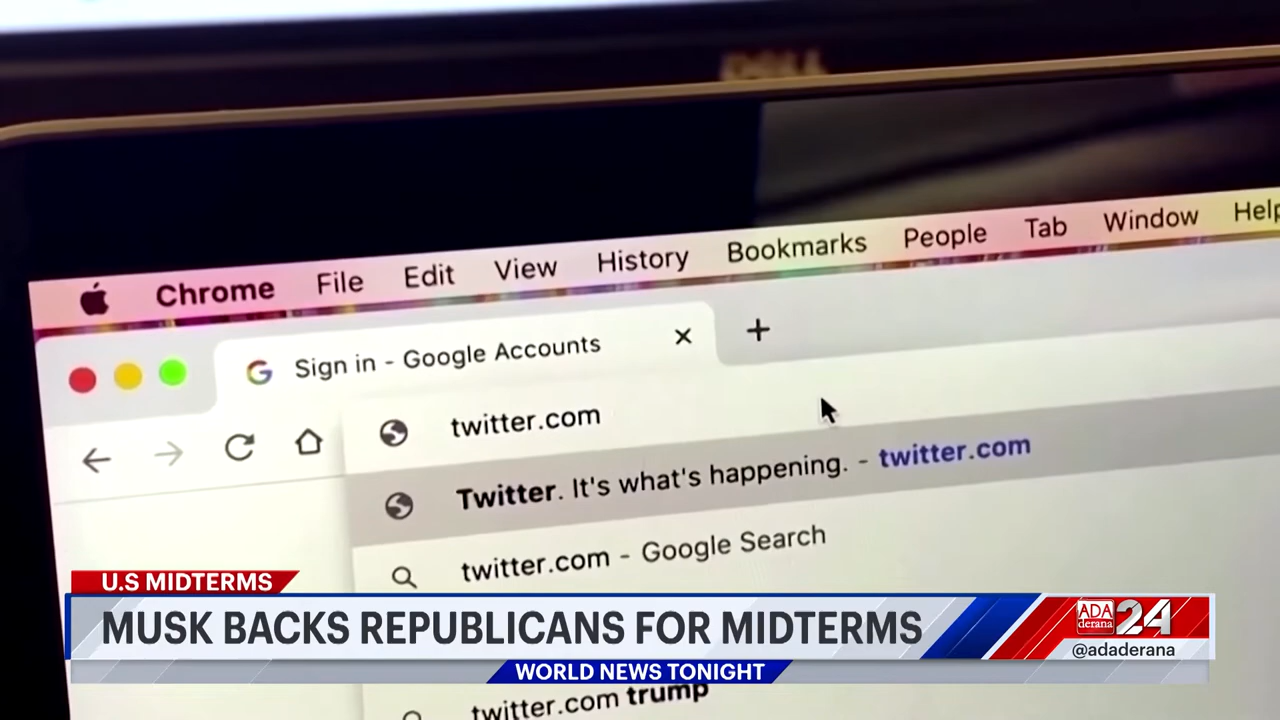 DELL
Chrome File Edit View History Bookmarks People Tab Window Help
Sign in - Google Accounts
twitter.com
Twitter. It's what's happening. - twitter.com
twitter.com - Google Search
U.S MIDTERMS
MUSK BACKS REPUBLICANS FOR MIDTERMS
ADA derana 24
@adaderana
WORLD NEWS TONIGHT
twitter.com trump